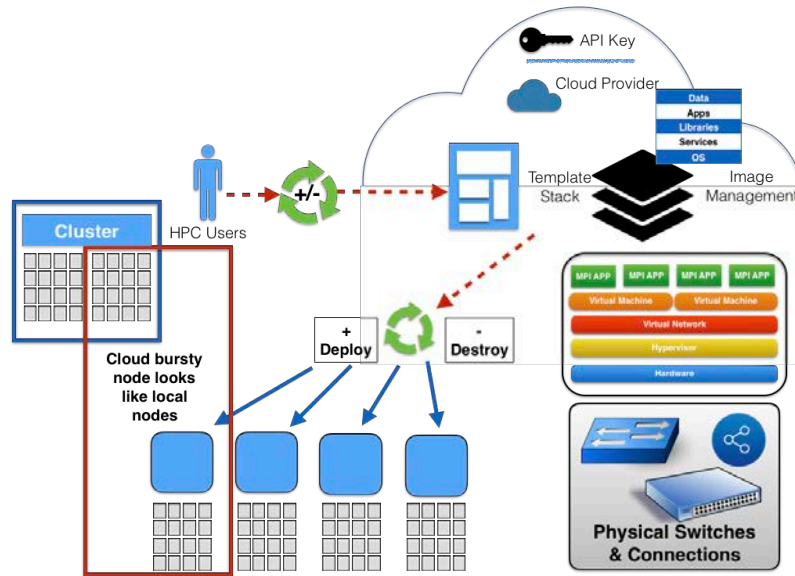 API Key
Cloud Provider
Data
Apps
Libraries
Services
OS
Template
Stack
Image
Management
+/-
HPC Users
Cluster
MPI APP MPI APP MPI APP MPI APP
Virtual Machine Virtual Machine
Virtual Network
Hypervisor
Hardware
+
Deploy
-
Destroy
Cloud bursty
node looks
like local
nodes
Physical Switches
& Connections